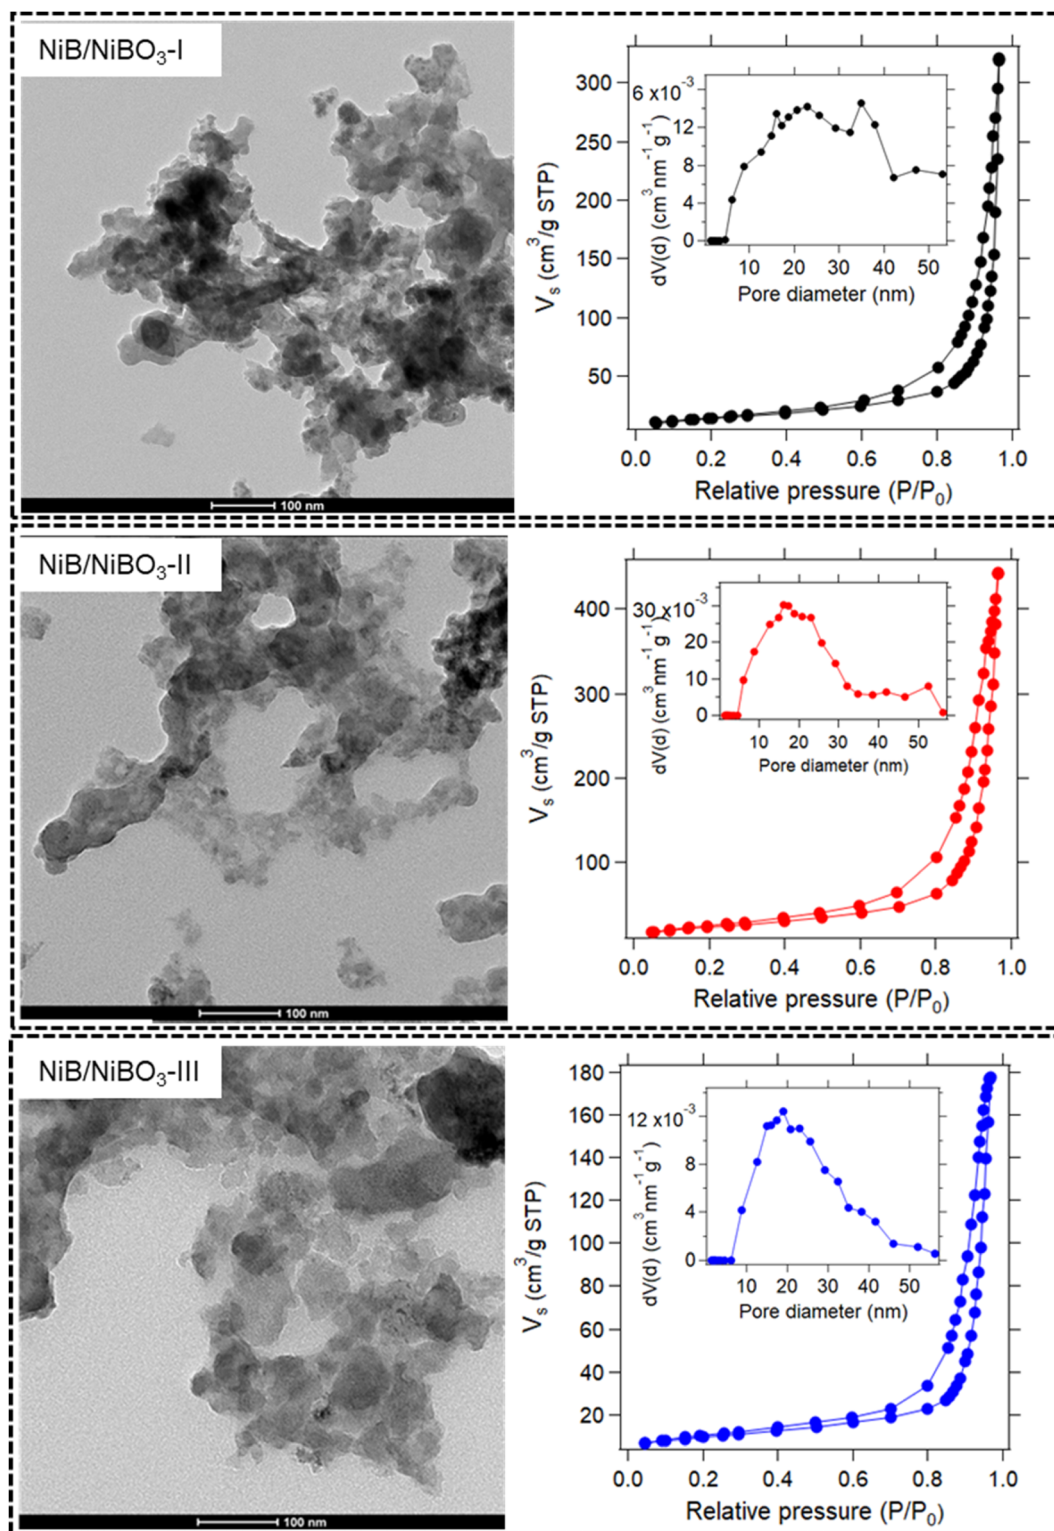 NiB/NiBO₃-I
100 nm
300
250
200
150
100
50
V_s (cm³/g STP)
0.0 0.2 0.4 0.6 0.8 1.0
Relative pressure (P/P₀)
6 x10⁻³
12
8
4
0
dV(d) (cm³ nm⁻¹ g⁻¹)
10 20 30 40 50
Pore diameter (nm)
NiB/NiBO₃-II
100 nm
400
300
200
100
V_s (cm³/g STP)
0.0 0.2 0.4 0.6 0.8 1.0
Relative pressure (P/P₀)
30 x10⁻³
20
10
0
dV(d) (cm³ nm⁻¹ g⁻¹)
10 20 30 40 50
Pore diameter (nm)
NiB/NiBO₃-III
100 nm
180
160
140
120
100
80
60
40
20
V_s (cm³/g STP)
0.0 0.2 0.4 0.6 0.8 1.0
Relative pressure (P/P₀)
12 x10⁻³
8
4
0
dV(d) (cm³ nm⁻¹ g⁻¹)
10 20 30 40 50
Pore diameter (nm)